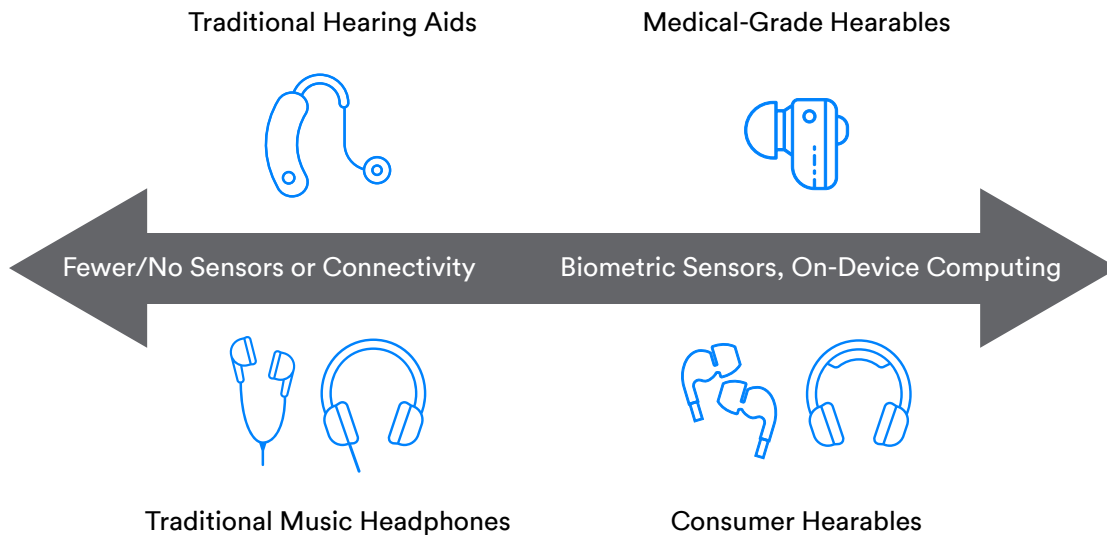 Traditional Hearing Aids
Medical-Grade Hearables
Fewer/No Sensors or Connectivity
Biometric Sensors, On-Device Computing
Traditional Music Headphones
Consumer Hearables